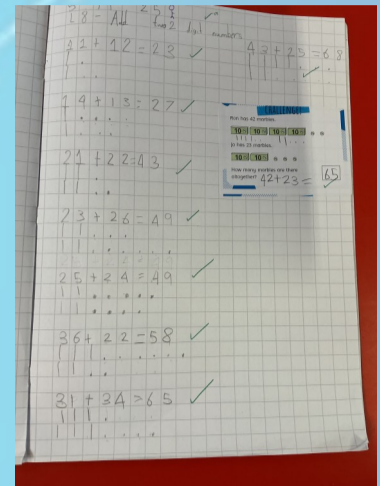 18 - Add two 2 digit numbers
11 + 12 = 23
14 + 13 = 27
21 + 22 = 43
23 + 26 = 49
25 + 24 = 49
36 + 22 = 58
31 + 34 = 65
43 + 25 = 68
CHALLENGE!
Ron has 42 marbles.
10 10 10 10
Jo has 23 marbles.
10 10
How many marbles are there
altogether? 42 + 23 = 65